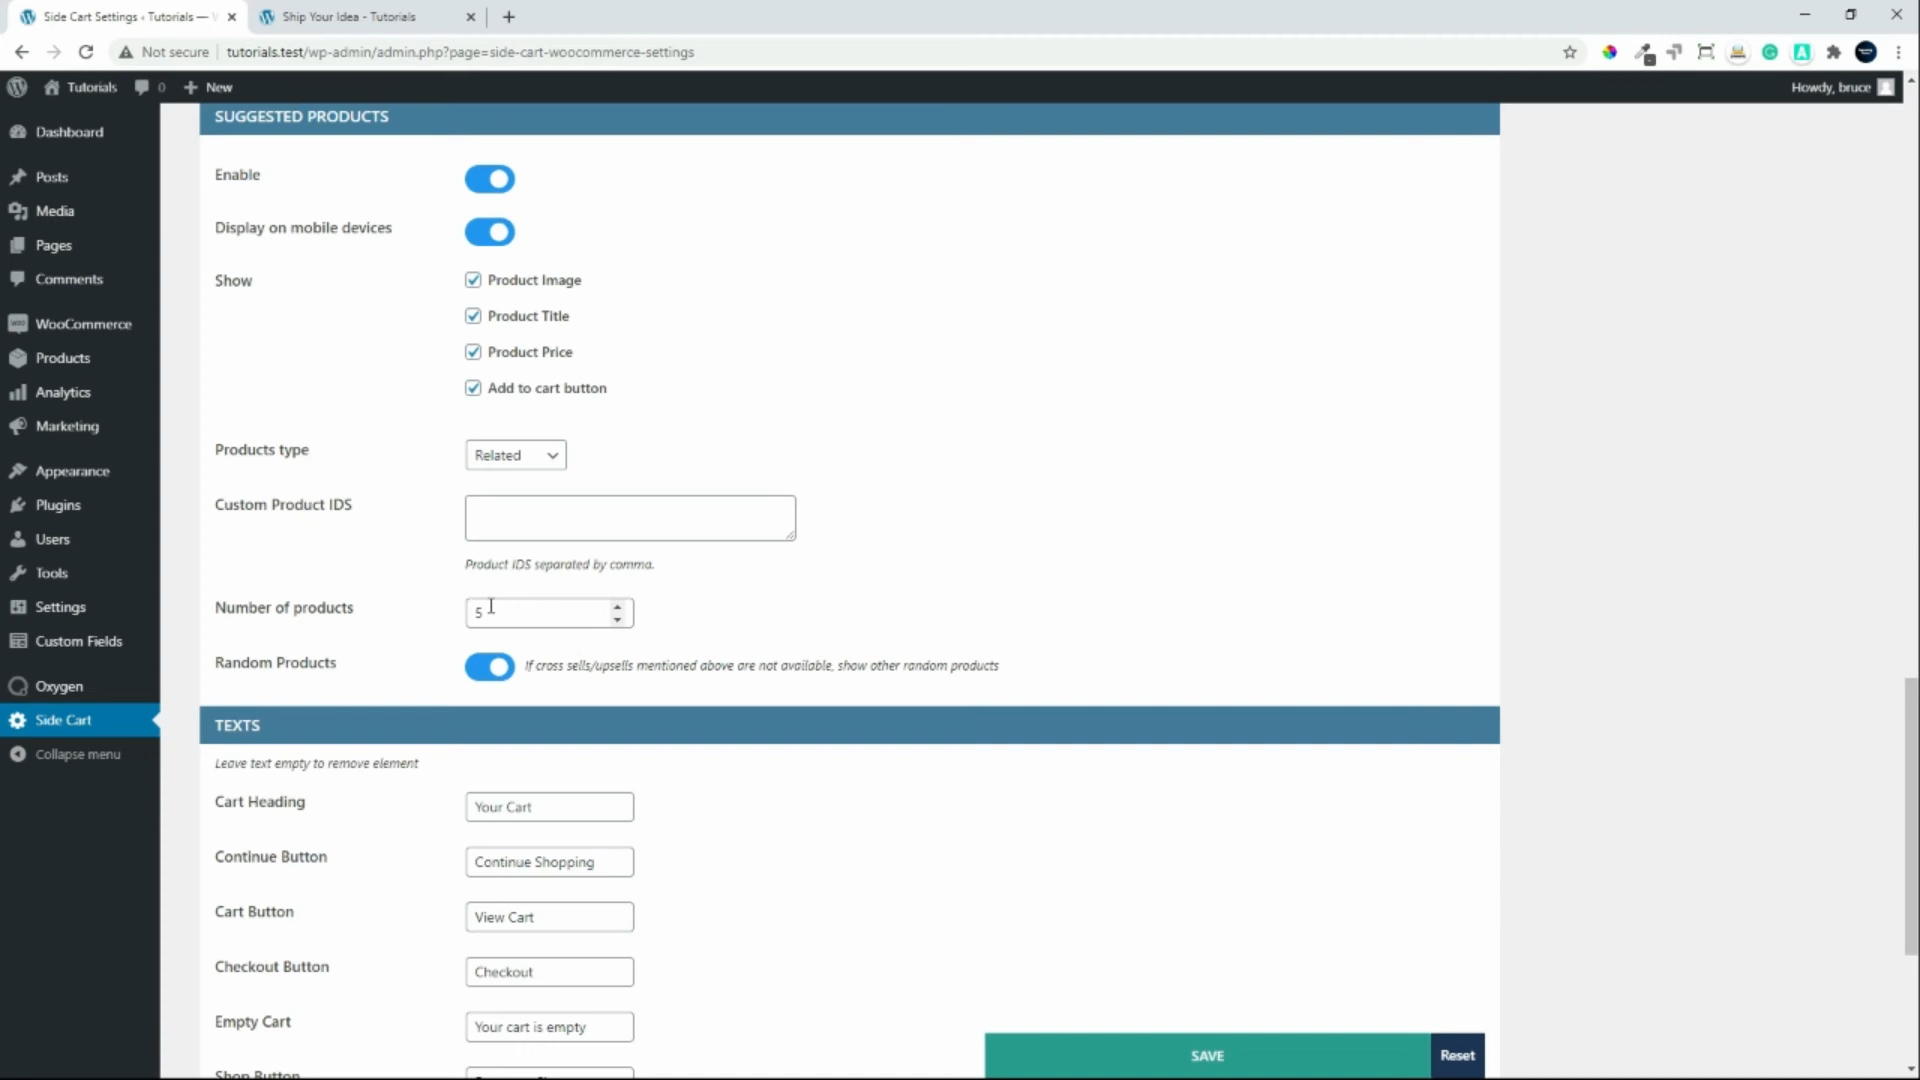 Side Cart Settings ‹ Tutorials —
Ship Your Idea - Tutorials
Not secure
tutorials.test/wp-admin/admin.php?page=side-cart-woocommerce-settings
Tutorials
0
New
Howdy, bruce
Dashboard
Posts
Media
Pages
Comments
WooCommerce
Products
Analytics
Marketing
Appearance
Plugins
Users
Tools
Settings
Custom Fields
Oxygen
Side Cart
Collapse menu
SUGGESTED PRODUCTS
Enable
Display on mobile devices
Show
Product Image
Product Title
Product Price
Add to cart button
Products type
Related
Custom Product IDS
Product IDS separated by comma.
Number of products
5
Random Products
If cross sells/upsells mentioned above are not available, show other random products
TEXTS
Leave text empty to remove element
Cart Heading
Your Cart
Continue Button
Continue Shopping
Cart Button
View Cart
Checkout Button
Checkout
Empty Cart
Your cart is empty
Shop Button
SAVE
Reset